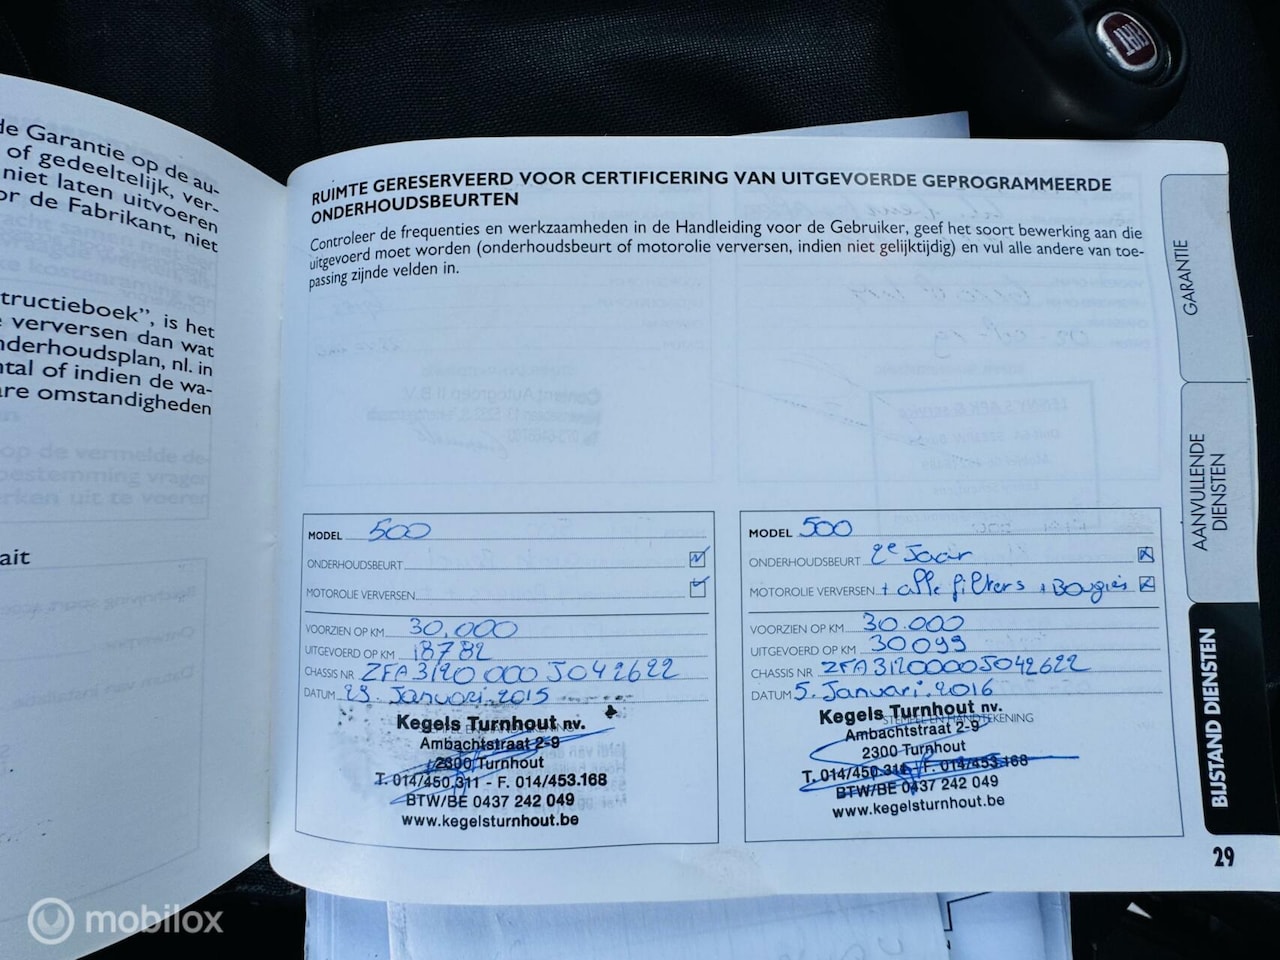 de Garantie op de au-
of gedeeltelijk, ver-
niet laten uitvoeren
or de Fabrikant, niet
tructieboek", is het
verversen dan wat
nderhoudsplan, nl. in
ntal of indien de wa-
are omstandigheden
ait
FIAT
RUIMTE GERESERVEERD VOOR CERTIFICERING VAN UITGEVOERDE GEPROGRAMMEERDE
ONDERHOUDSBEURTEN
Controleer de frequenties en werkzaamheden in de Handleiding voor de Gebruiker, geef het soort bewerking aan die
uitgevoerd moet worden (onderhoudsbeurt of motorolie verversen, indien niet gelijktijdig) en vul alle andere van toe-
passing zijnde velden in.
MODEL 500
ONDERHOUDSBEURT
MOTOROLIE VERVERSEN
VOORZIEN OP KM 30.000
UITGEVOERD OP KM 18782
CHASSIS NR ZFA3120000J042622
DATUM 29. Januari.2015
STEMPEL EN HANDTEKENING
Kegels Turnhout nv.
Ambachtstraat 2-9
2300 Turnhout
T. 014/450.311 - F. 014/453.168
BTW/BE 0437 242 049
www.kegelsturnhout.be
MODEL 500
ONDERHOUDSBEURT 2e Jaar
MOTOROLIE VERVERSEN + alle filters + Bougies
VOORZIEN OP KM 30.000
UITGEVOERD OP KM 30099
CHASSIS NR ZFA3120000J042622
DATUM 5. Januari.2016
STEMPEL EN HANDTEKENING
Kegels Turnhout nv.
Ambachtstraat 2-9
2300 Turnhout
T. 014/450.311 - F. 014/453.168
BTW/BE 0437 242 049
www.kegelsturnhout.be
GARANTIE
AANVULLENDE
DIENSTEN
BIJSTAND DIENSTEN
29
mobilox